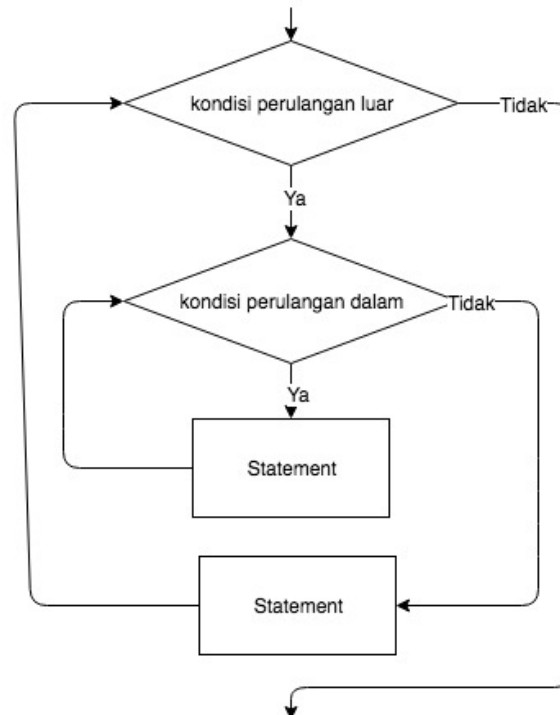 kondisi perulangan luar
Tidak
Ya
kondisi perulangan dalam
Tidak
Ya
Statement
Statement